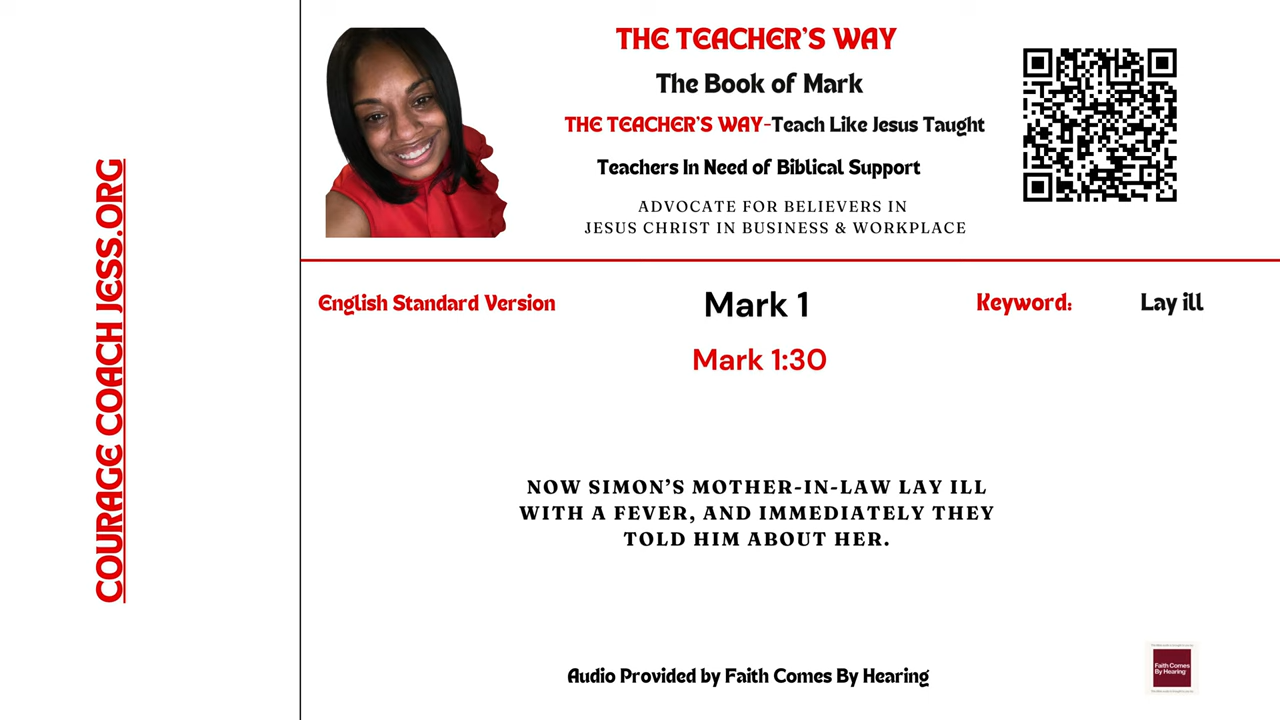 COURAGE COACH JESS.ORG
THE TEACHER'S WAY
The Book of Mark
THE TEACHER'S WAY-Teach Like Jesus Taught
Teachers In Need of Biblical Support
ADVOCATE FOR BELIEVERS IN
JESUS CHRIST IN BUSINESS & WORKPLACE
English Standard Version
Mark 1
Keyword:
Lay ill
Mark 1:30
NOW SIMON'S MOTHER-IN-LAW LAY ILL
WITH A FEVER, AND IMMEDIATELY THEY
TOLD HIM ABOUT HER.
Audio Provided by Faith Comes By Hearing
Faith Comes
By Hearing